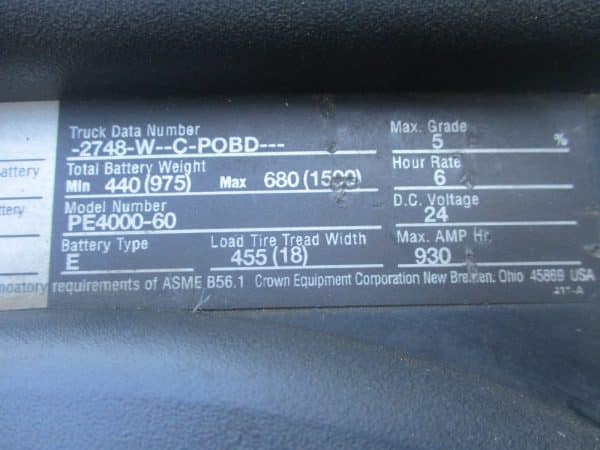 Truck Data Number Max. Grade
-2748-W--C-POBD--- 5 %
Total Battery Weight Hour Rate
Min 440 (975) Max 680 (1500) 6
Model Number D.C. Voltage
PE4000-60 24
Battery Type Load Tire Tread Width Max. AMP Hr.
E 455 (18) 930
requirements of ASME B56.1 Crown Equipment Corporation New Bremen, Ohio 45869 USA